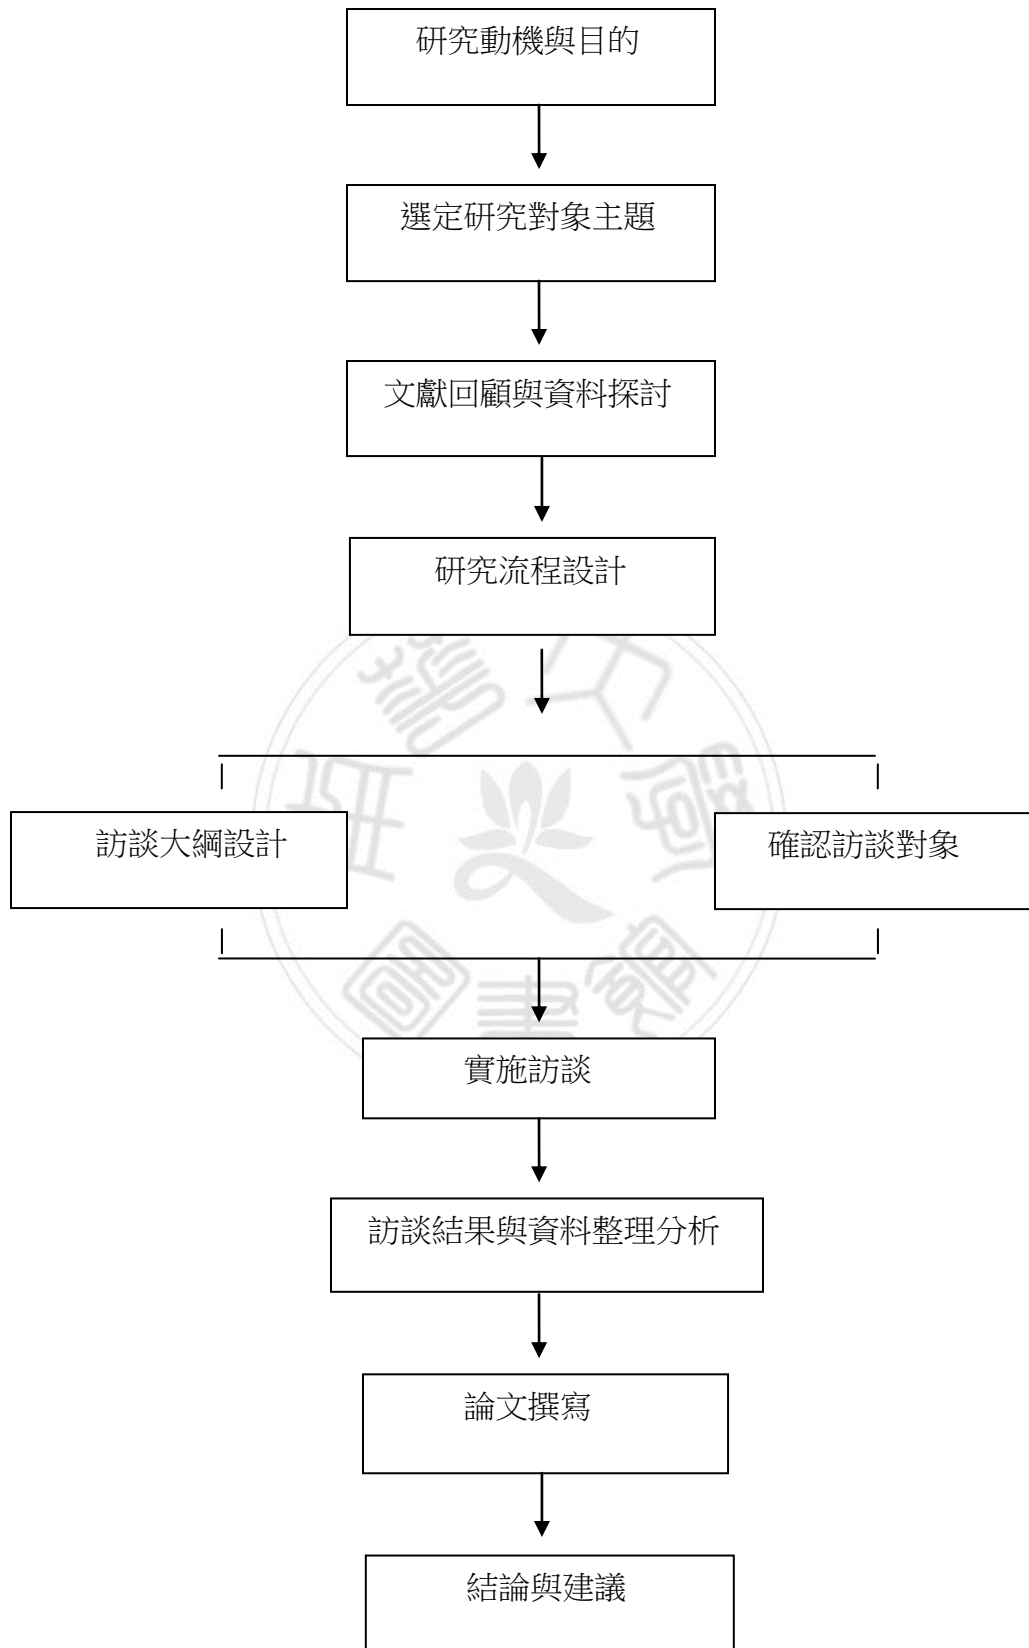 研究動機與目的
選定研究對象主題
文獻回顧與資料探討
研究流程設計
訪談大綱設計
確認訪談對象
實施訪談
訪談結果與資料整理分析
論文撰寫
結論與建議